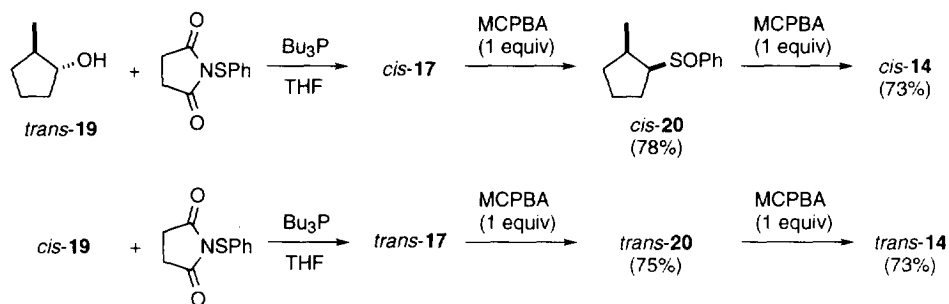 O
OH
+
NSPh
O
Bu₃P
THF
cis-17
MCPBA
(1 equiv)
SOPh
MCPBA
(1 equiv)
cis-14
(73%)
trans-19
cis-20
(78%)
cis-19
+
O
NSPh
O
Bu₃P
THF
trans-17
MCPBA
(1 equiv)
trans-20
(75%)
MCPBA
(1 equiv)
trans-14
(73%)